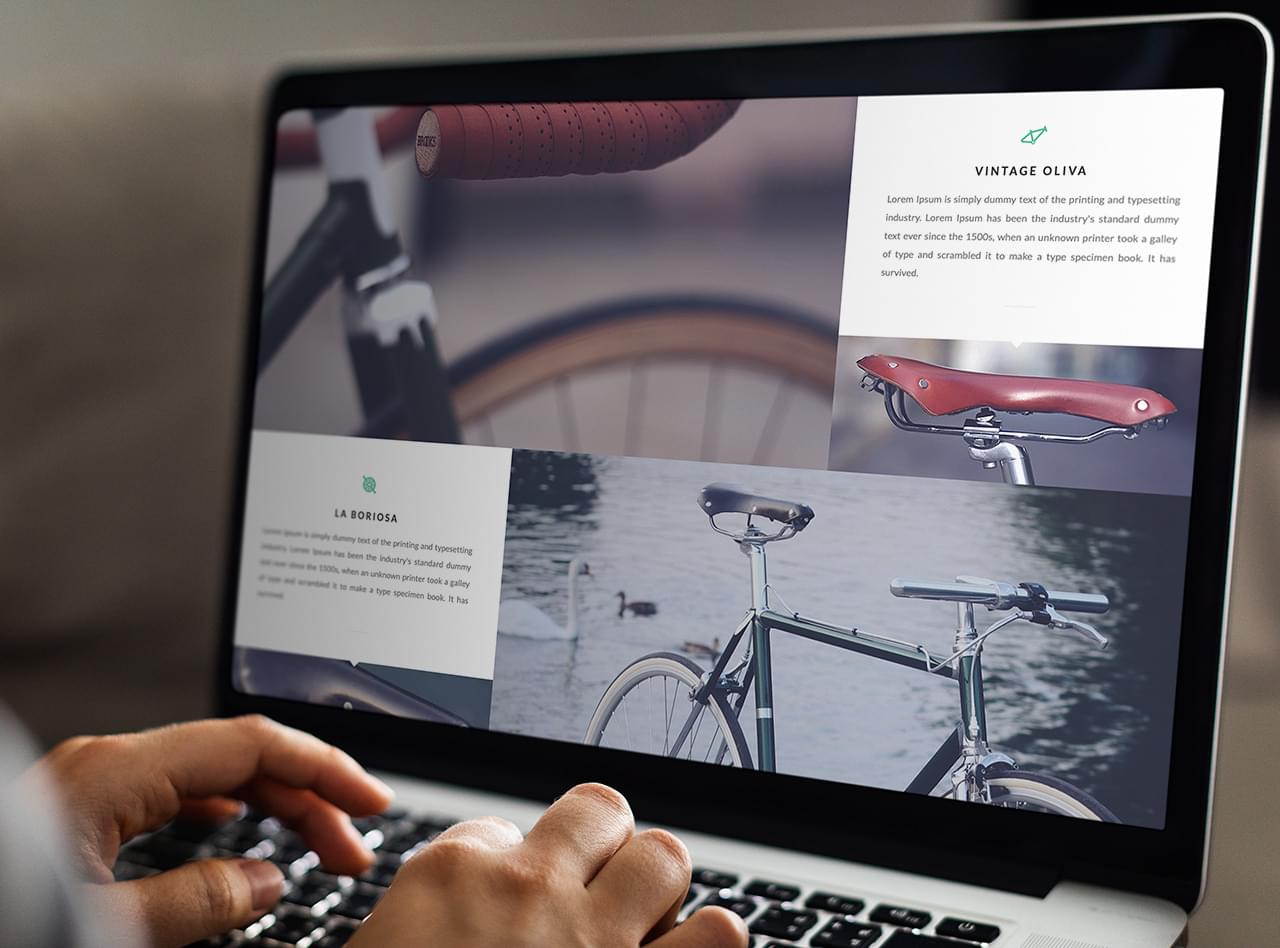 BROOKS
VINTAGE OLIVA
Lorem Ipsum is simply dummy text of the printing and typesetting
industry. Lorem Ipsum has been the industry's standard dummy
text ever since the 1500s, when an unknown printer took a galley
of type and scrambled it to make a type specimen book. It has
survived.
LA BORIOSA
Lorem Ipsum is simply dummy text of the printing and typesetting
industry. Lorem Ipsum has been the industry's standard dummy
text ever since the 1500s, when an unknown printer took a galley
of type and scrambled it to make a type specimen book. It has
survived.